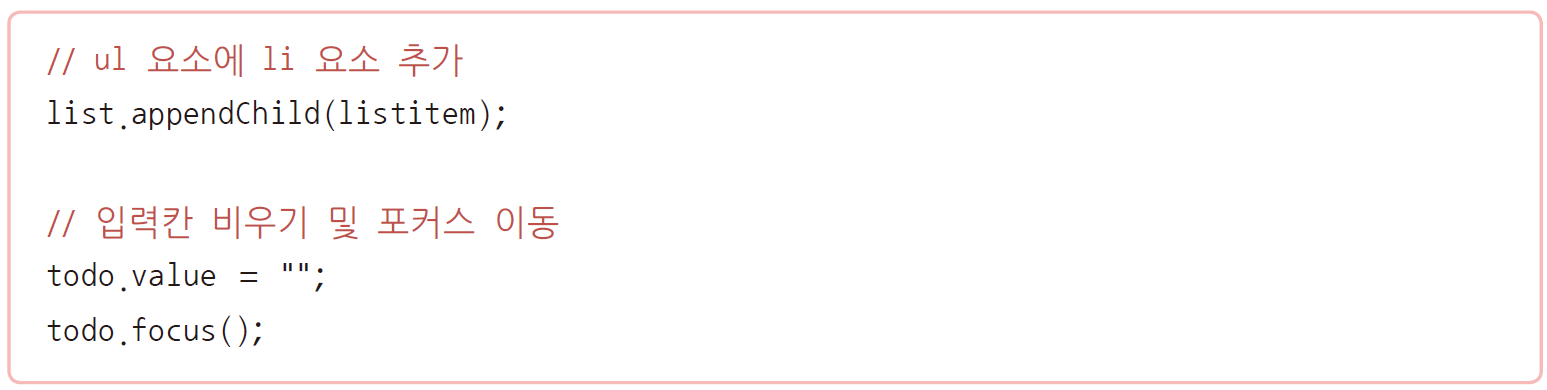 // ul 요소에 li 요소 추가
list.appendChild(listitem);
// 입력칸 비우기 및 포커스 이동
todo.value = "";
todo.focus();